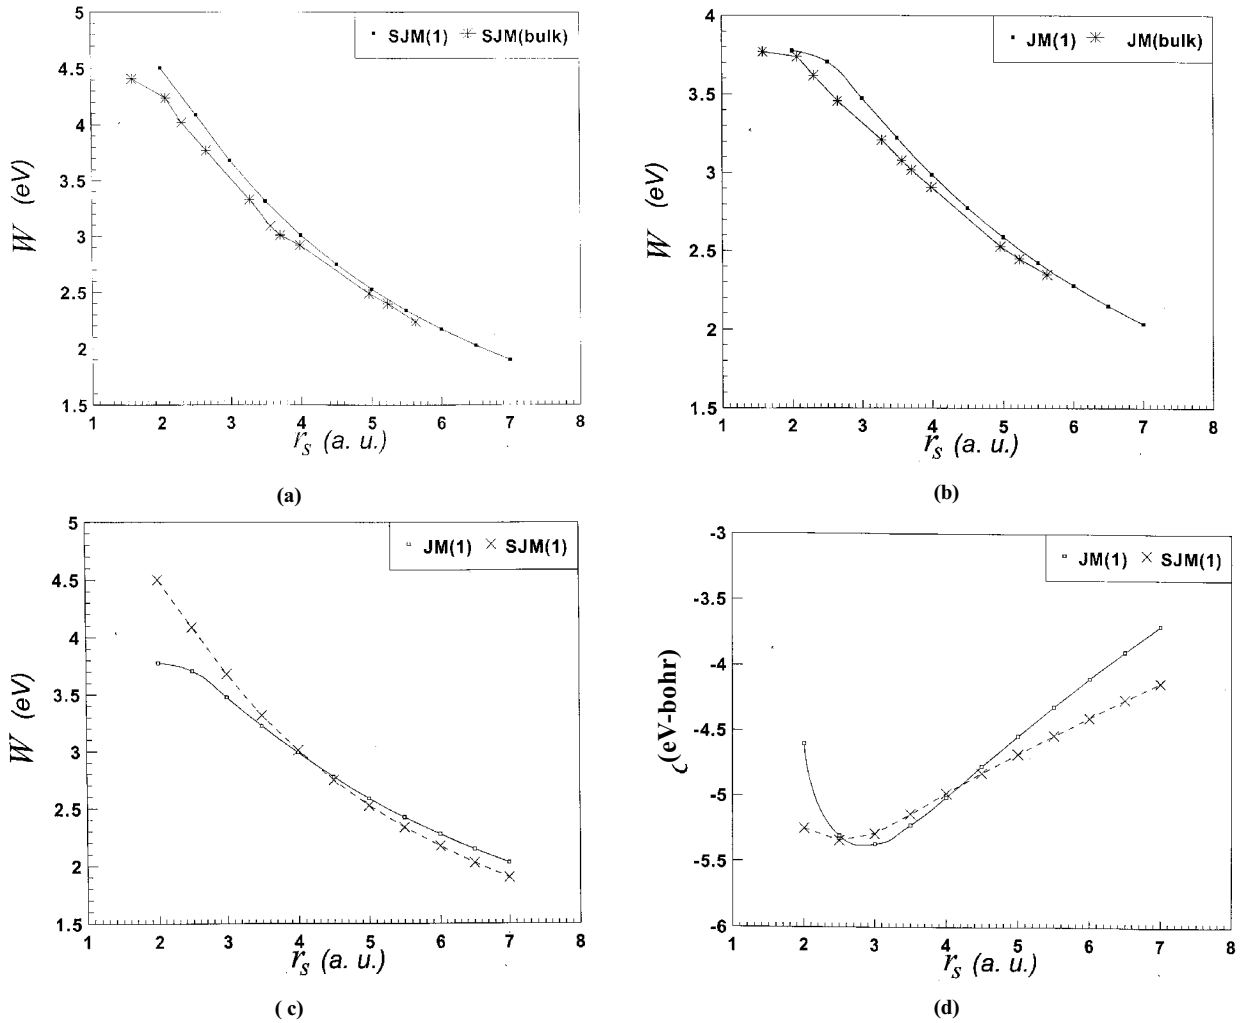 5
4.5
4
3.5
3
2.5
2
1.5
W (eV)
SJM(1) SJM(bulk)
1 2 3 4 5 6 7 8
r_s (a. u.)
(a)
4
3.5
3
2.5
2
1.5
W (eV)
JM(1) JM(bulk)
1 2 3 4 5 6 7 8
r_s (a. u.)
(b)
5
4.5
4
3.5
3
2.5
2
1.5
W (eV)
JM(1) SJM(1)
1 2 3 4 5 6 7 8
r_s (a. u.)
( c)
-3
-3.5
-4
-4.5
-5
-5.5
-6
c(eV-bohr)
JM(1) SJM(1)
1 2 3 4 5 6 7 8
r_s (a. u.)
(d)